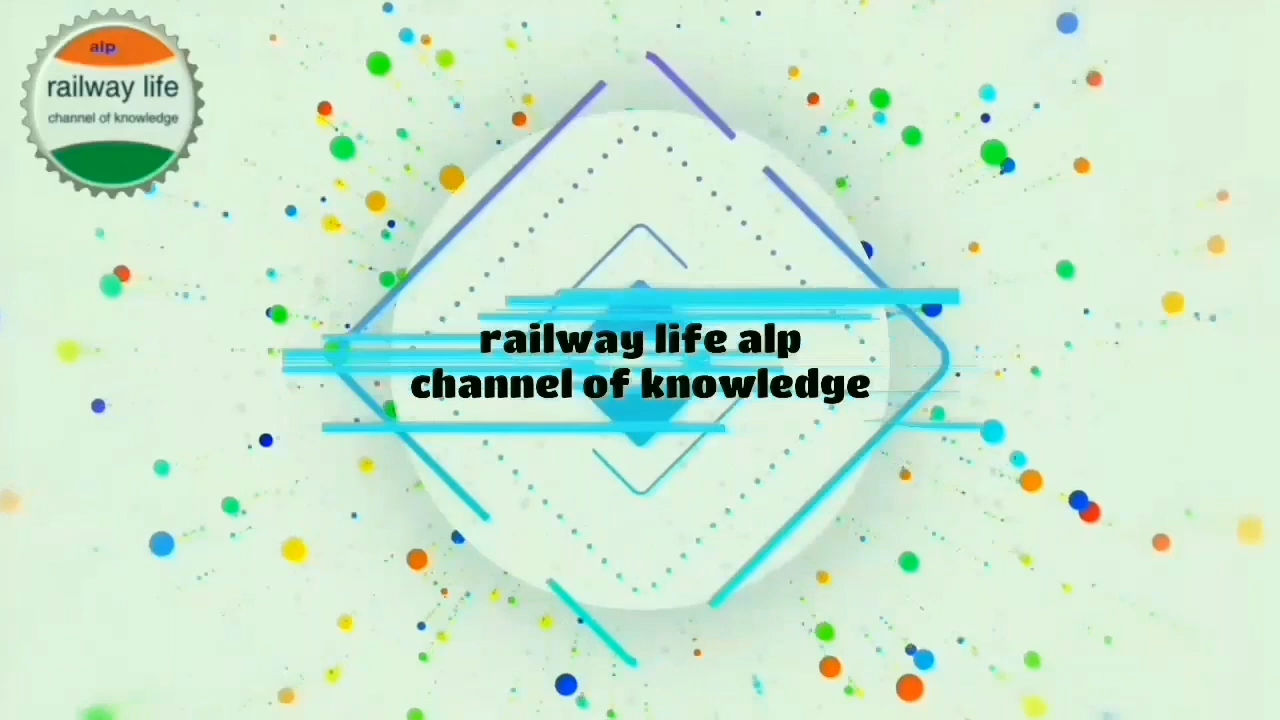 alp
railway life
channel of knowledge
railway life alp
channel of knowledge